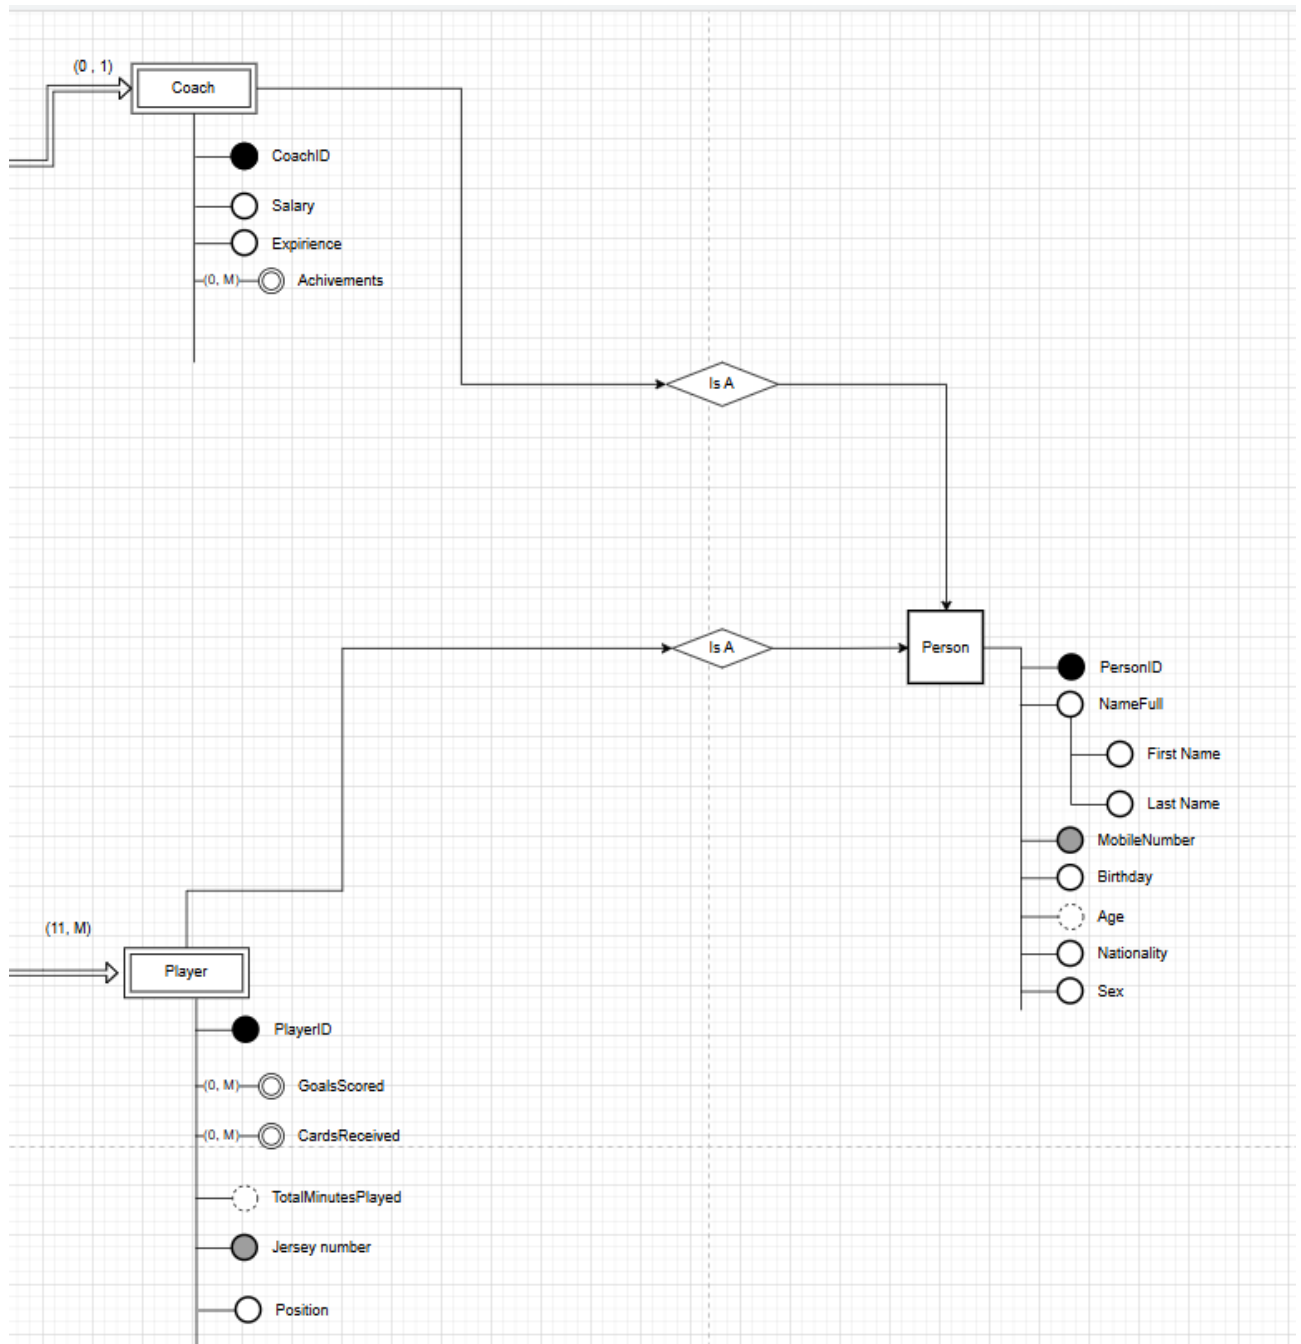 (0 , 1)
Coach
CoachID
Salary
Expirience
(0, M)
Achivements
Is A
Is A
Person
PersonID
NameFull
First Name
Last Name
MobileNumber
Birthday
Age
Nationality
Sex
(11, M)
Player
PlayerID
(0, M)
GoalsScored
(0, M)
CardsReceived
TotalMinutesPlayed
Jersey number
Position